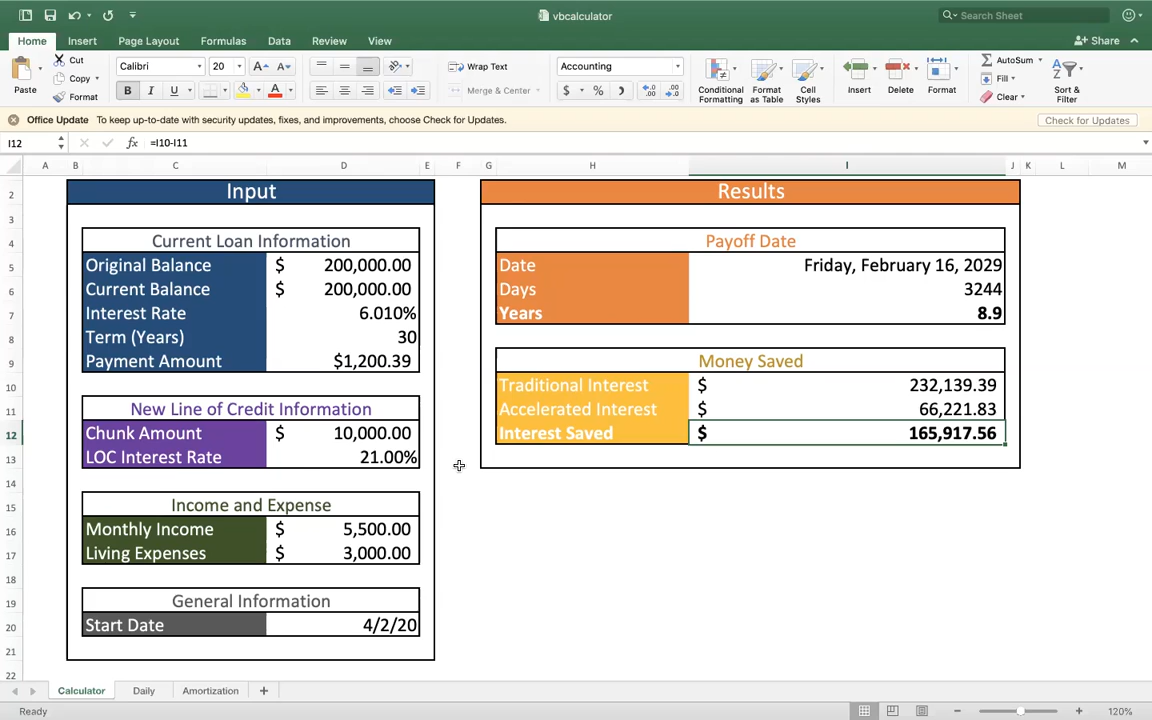 vbcalculator
Search Sheet
Home Insert Page Layout Formulas Data Review View
Share
Paste
Cut
Copy
Format
Calibri 20 A A
B I U A
Wrap Text
Merge & Center
Accounting
$ %
Conditional Formatting
Format as Table
Cell Styles
Insert
Delete
Format
AutoSum
Fill
Clear
Sort & Filter
Office Update To keep up-to-date with security updates, fixes, and improvements, choose Check for Updates.
Check for Updates
I12 fx =I10-I11
A B C D E F G H I J K L M
2 Input Results
3
4 Current Loan Information Payoff Date
5 Original Balance $ 200,000.00 Date Friday, February 16, 2029
6 Current Balance $ 200,000.00 Days 3244
7 Interest Rate 6.010% Years 8.9
8 Term (Years) 30
9 Payment Amount $1,200.39 Money Saved
10 Traditional Interest $ 232,139.39
11 New Line of Credit Information Accelerated Interest $ 66,221.83
12 Chunk Amount $ 10,000.00 Interest Saved $ 165,917.56
13 LOC Interest Rate 21.00%
14
15 Income and Expense
16 Monthly Income $ 5,500.00
17 Living Expenses $ 3,000.00
18
19 General Information
20 Start Date 4/2/20
21
22
Calculator Daily Amortization +
Ready
120%